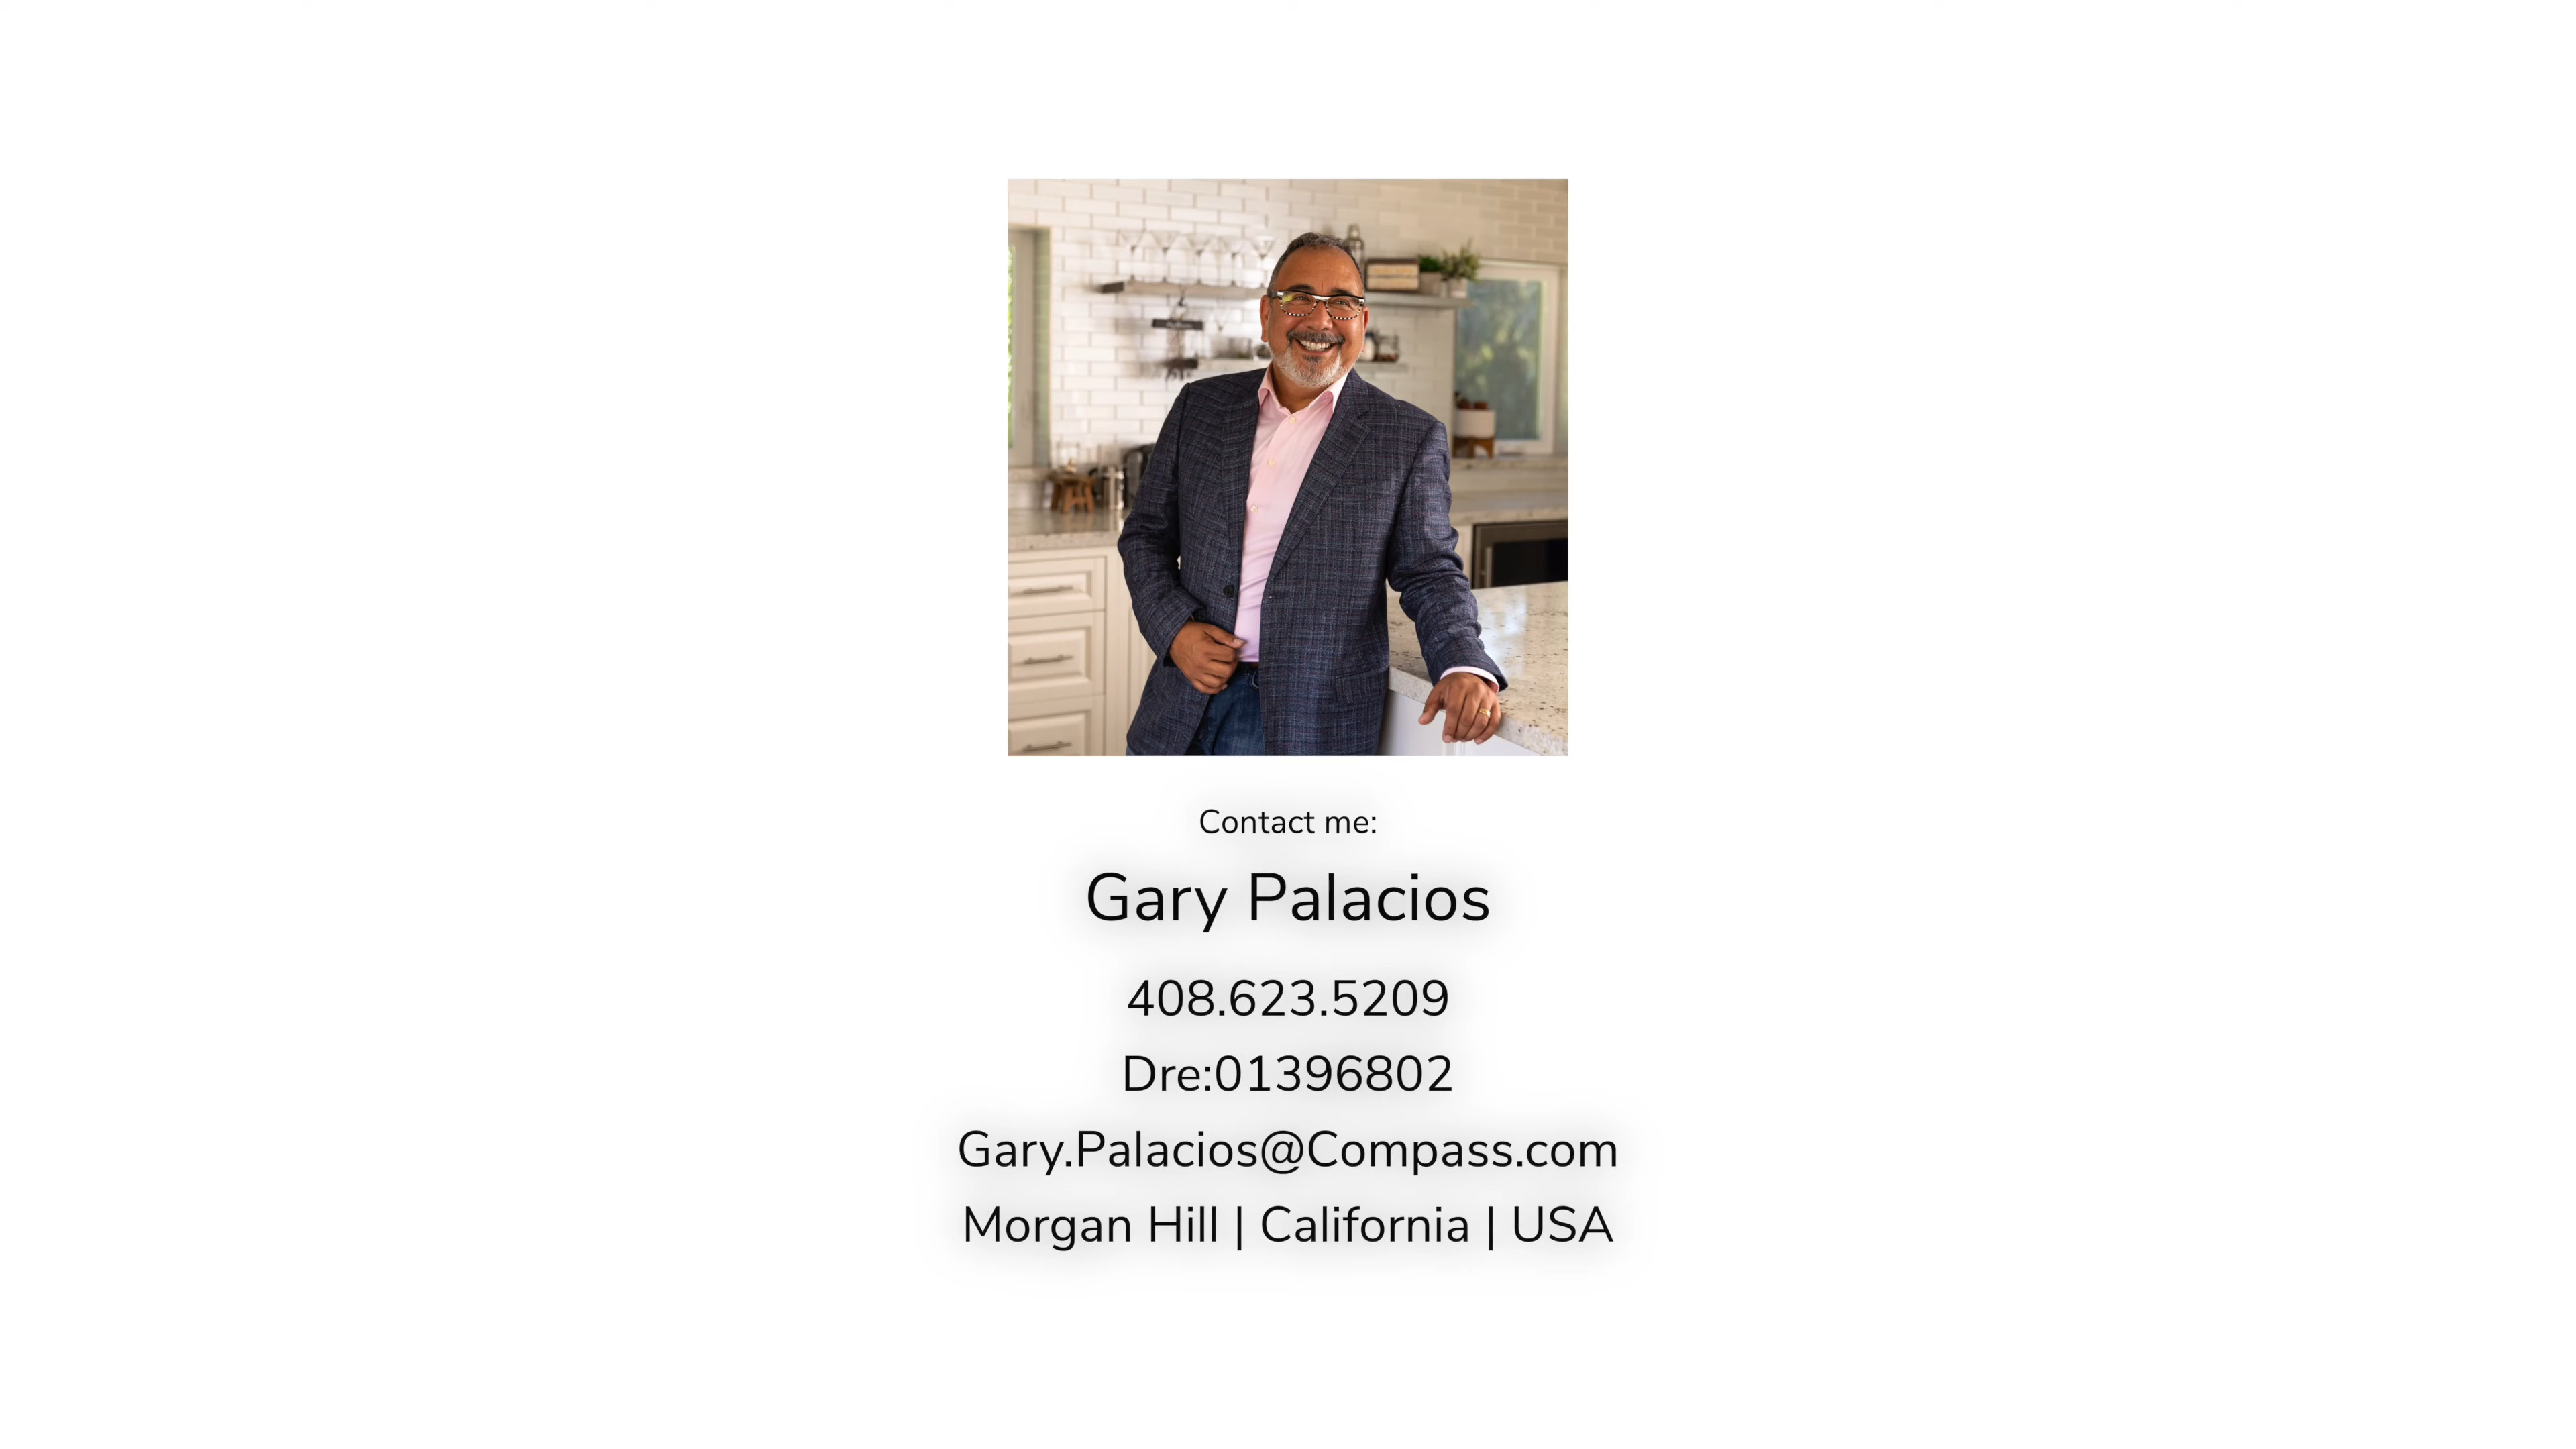 Contact me:
Gary Palacios
408.623.5209
Dre:01396802
Gary.Palacios@Compass.com
Morgan Hill | California | USA